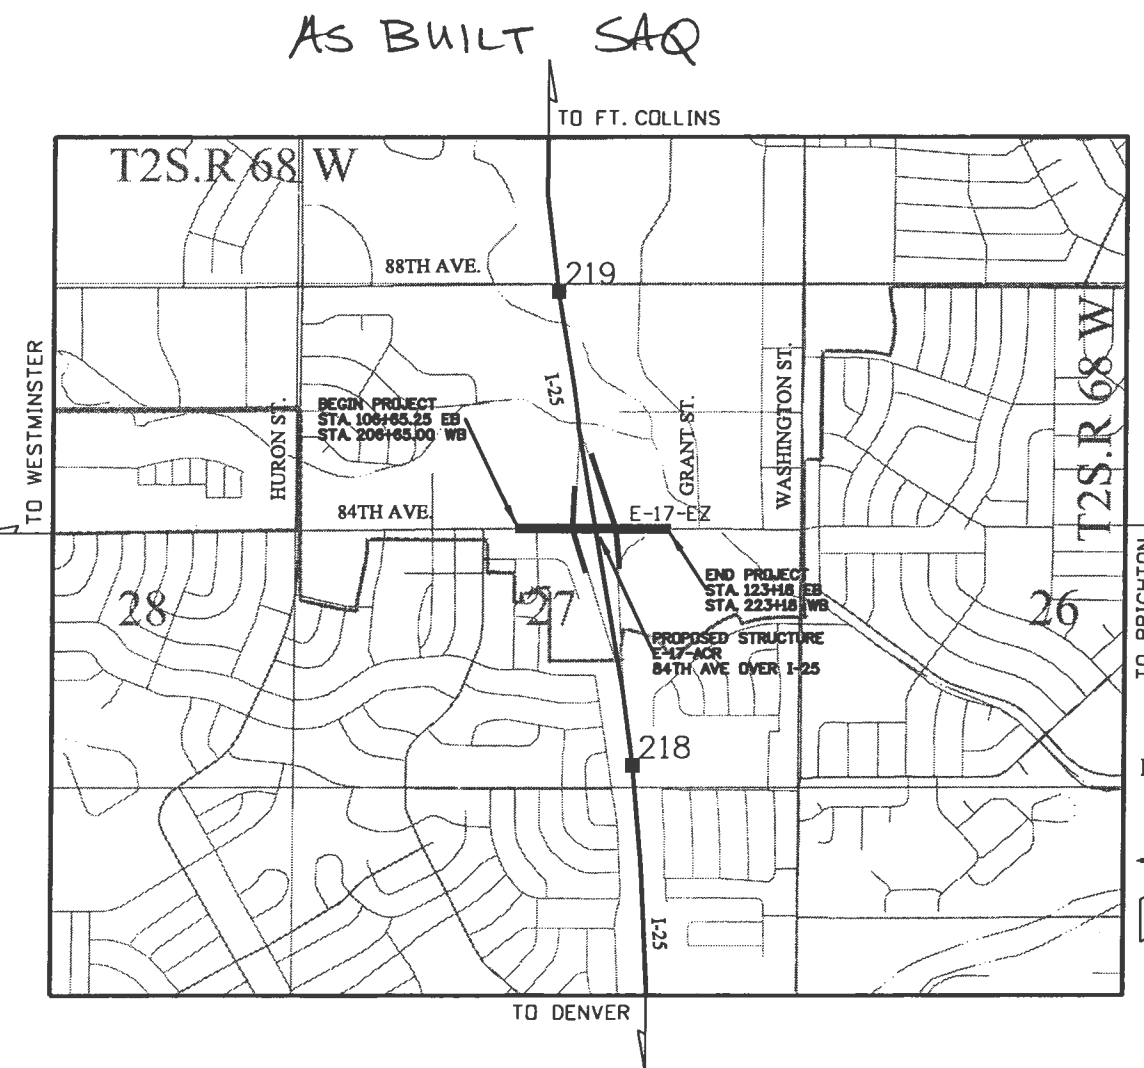 AS BUILT SAQ
TO FT. COLLINS
T2S.R 68 W
88TH AVE.
219
I-25
TO WESTMINSTER
HURON ST.
BEGIN PROJECT
STA. 106+65.25 EB
STA. 206+65.00 WB
GRANT ST.
WASHINGTON ST.
T2S.R 68 W
84TH AVE.
E-17-EZ
END PROJECT
STA. 123+18 EB
STA. 223+18 WB
28
27
26
TO BRIGHTON
PROPOSED STRUCTURE
E-17-ACR
84TH AVE OVER I-25
218
I-25
TO DENVER